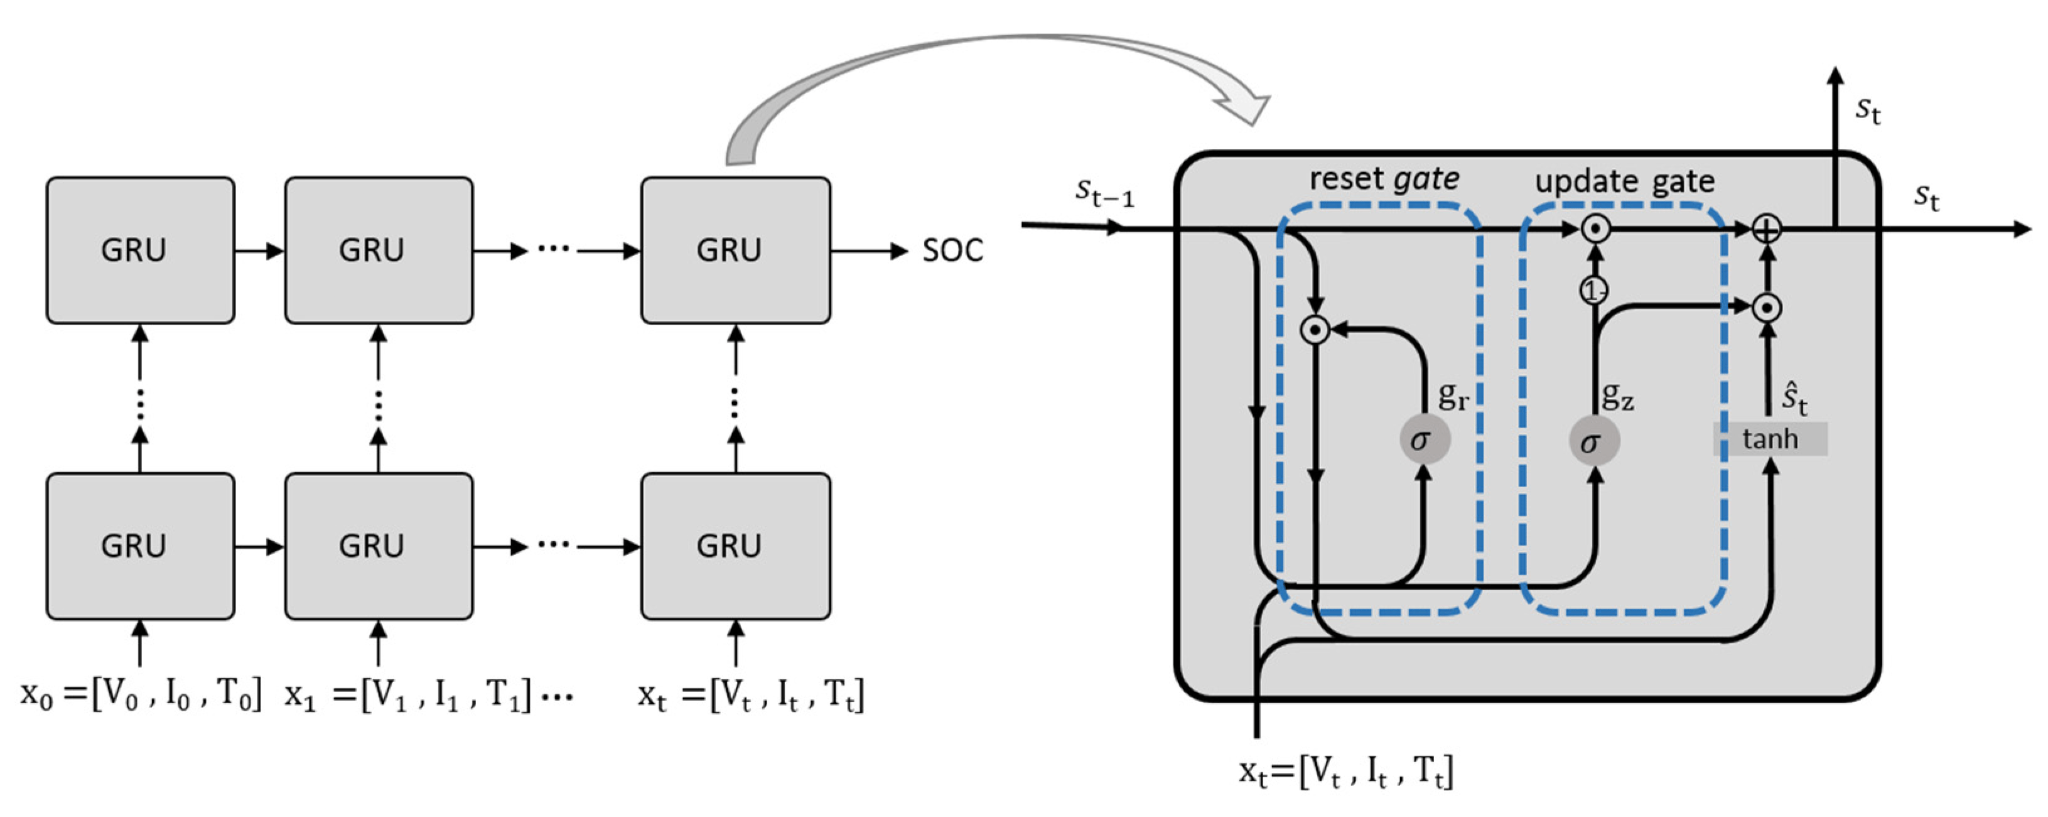 GRU GRU ... GRU SOC
GRU GRU ... GRU
x₀ =[V₀ , I₀ , T₀] x₁ =[V₁ , I₁ , T₁] ... xₜ =[Vₜ , Iₜ , Tₜ]
sₜ
sₜ₋₁
reset gate update gate
sₜ
1-
gᵣ g_z ŝₜ
σ σ tanh
xₜ=[Vₜ , Iₜ , Tₜ]